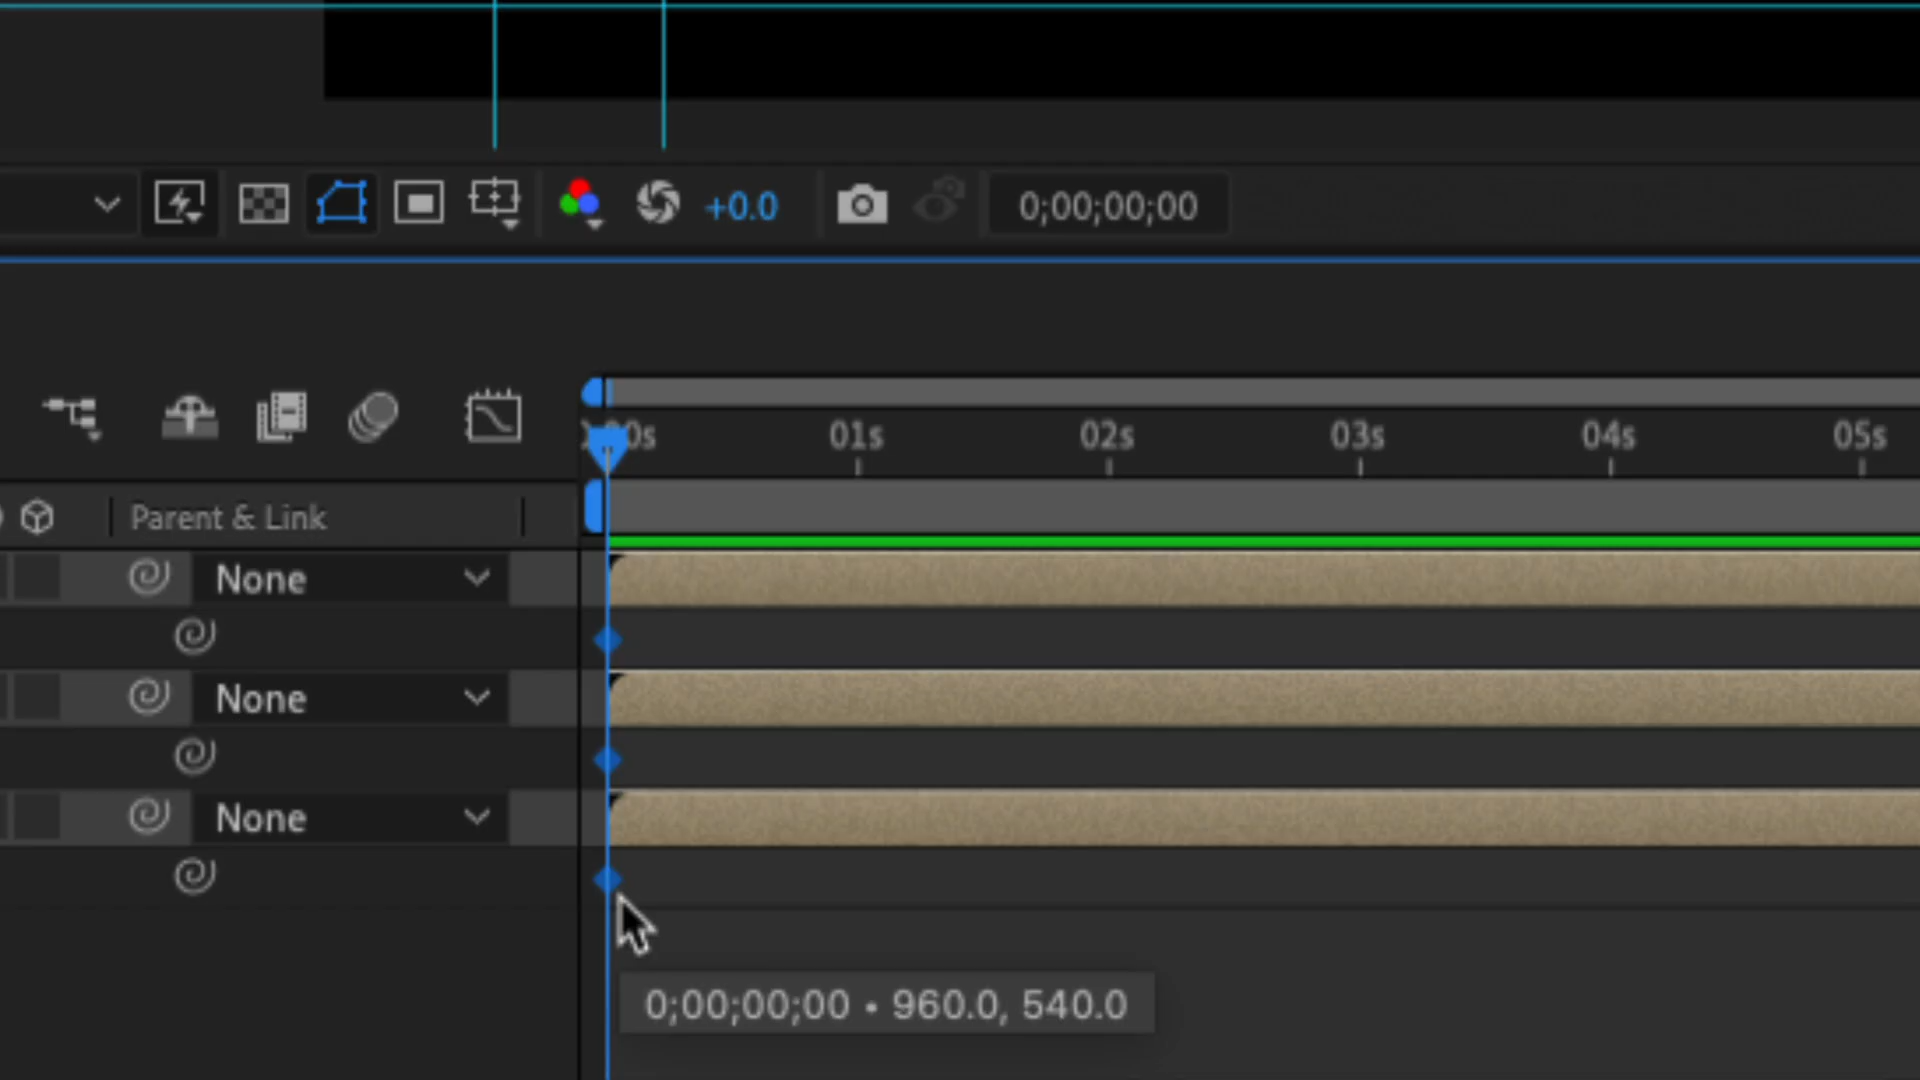 +0.0 0;00;00;00
00s 01s 02s 03s 04s 05s
Parent & Link
None
None
None
0;00;00;00 • 960.0, 540.0